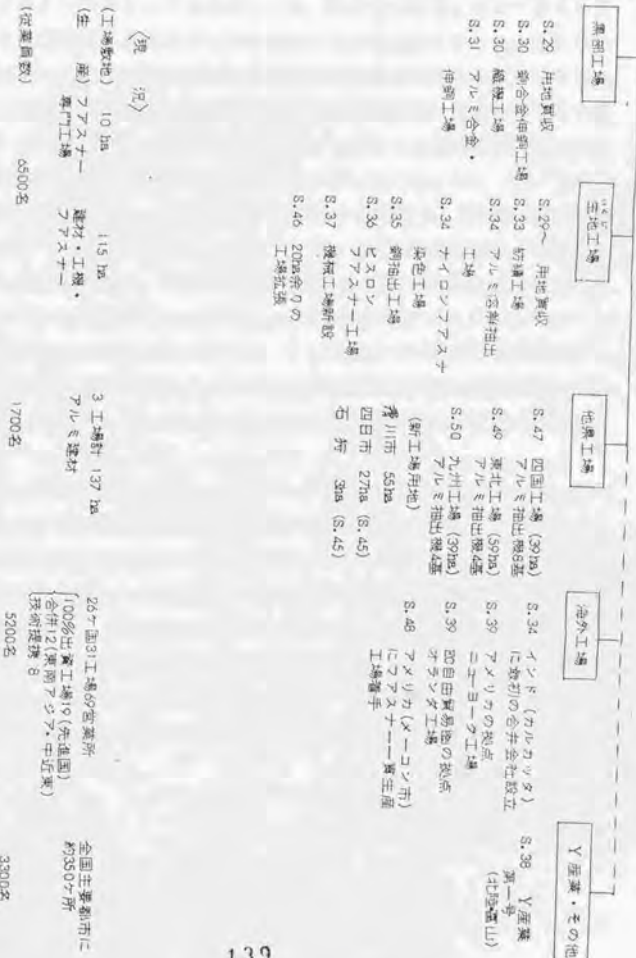 黒部工場
S.29 用地買収
S.30 銅合金伸銅工場
S.30 繊機工場
S.31 アルミ合金・
伸銅工場
いくじ
生地工場
S.29〜 用地買収
S.33 紡績工場
S.34 アルミ溶解抽出
工場
S.34 ナイロンファスナー
染色工場
S.35 銅抽出工場
S.36 ビスロン
ファスナー工場
S.37 機械工場新設
S.46 20ha余りの
工場拡張
他県工場
S.47 四国工場 (39ha)
アルミ抽出機8基
S.49 東北工場 (59ha)
アルミ抽出機4基
S.50 九州工場 (39ha)
アルミ抽出機4基
(新工場用地)
滑川市 55ha
四日市 27ha (S.45)
石狩 3ha (S.45)
海外工場
S.34 インド (カルカッタ)
に最初の合弁会社設立
S.39 アメリカの拠点
ニューヨーク工場
S.39 EC自由貿易圏の拠点
オランダ工場
S.48 アメリカ (メーコン市)
にファスナー一貫生産
工場着手
Y産業・その他
S.38 Y産業
第一号
(北陸富山)
〈現 況〉
(工場敷地) 10 ha 115 ha 3工場計 137 ha 26ケ国31工場69営業所 全国主要都市に
(生 産) ファスナー 建材・工機・ アルミ建材 100%出資工場19(先進国) 約350ケ所
専門工場 ファスナー 合併12(東南アジア・中近東)
技術提携 8
(従業員数) 6500名 1700名 5200名 3300名
139